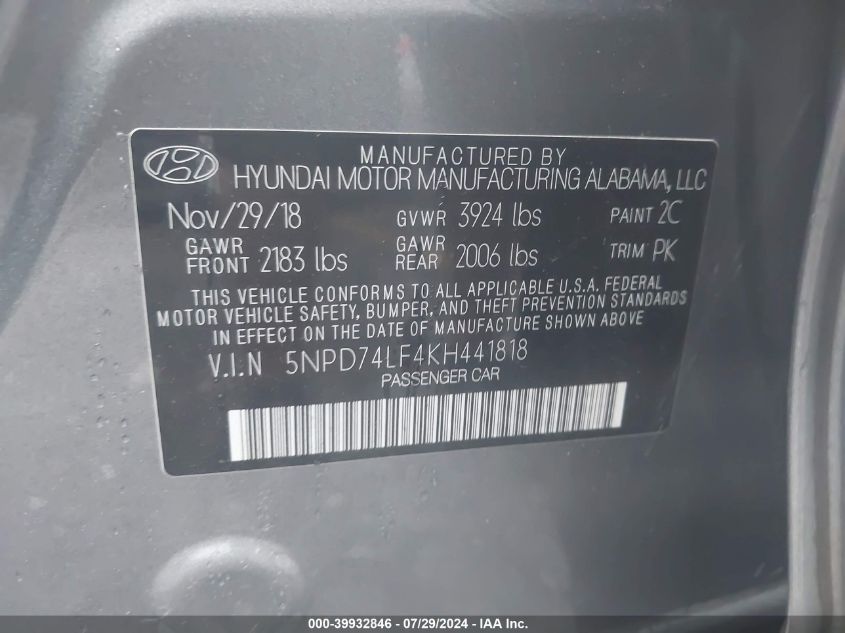 MANUFACTURED BY
HYUNDAI MOTOR MANUFACTURING ALABAMA, LLC
Nov/29/18 GVWR 3924 lbs PAINT 2C
GAWR FRONT 2183 lbs GAWR REAR 2006 lbs TRIM PK
THIS VEHICLE CONFORMS TO ALL APPLICABLE U.S.A. FEDERAL
MOTOR VEHICLE SAFETY, BUMPER, AND THEFT PREVENTION STANDARDS
IN EFFECT ON THE DATE OF MANUFACTURE SHOWN ABOVE
V.I.N 5NPD74LF4KH441818
PASSENGER CAR
000-39932846 - 07/29/2024 - IAA Inc.